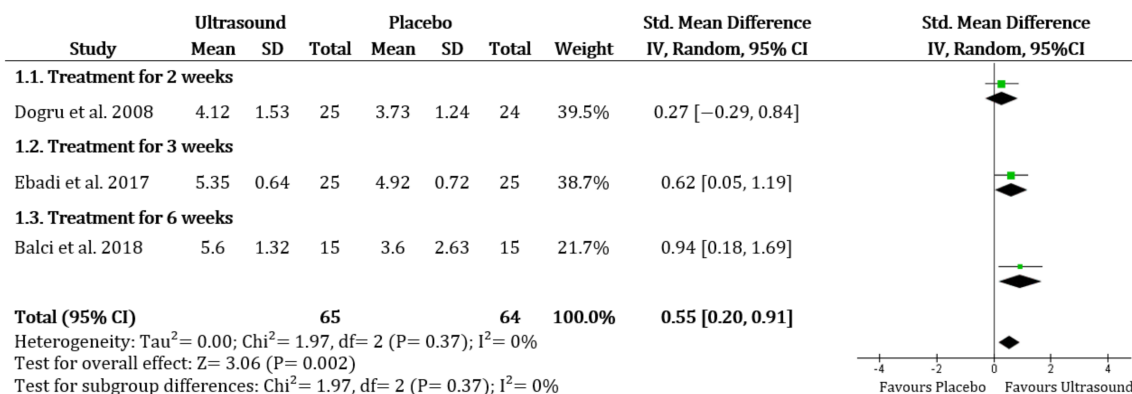 Ultrasound Placebo Std. Mean Difference Std. Mean Difference
Study Mean SD Total Mean SD Total Weight IV, Random, 95% CI IV, Random, 95%CI
1.1. Treatment for 2 weeks
Dogru et al. 2008 4.12 1.53 25 3.73 1.24 24 39.5% 0.27 [−0.29, 0.84]
1.2. Treatment for 3 weeks
Ebadi et al. 2017 5.35 0.64 25 4.92 0.72 25 38.7% 0.62 [0.05, 1.19]
1.3. Treatment for 6 weeks
Balci et al. 2018 5.6 1.32 15 3.6 2.63 15 21.7% 0.94 [0.18, 1.69]
Total (95% CI) 65 64 100.0% 0.55 [0.20, 0.91]
Heterogeneity: Tau²= 0.00; Chi²= 1.97, df= 2 (P= 0.37); I²= 0%
Test for overall effect: Z= 3.06 (P= 0.002)
Test for subgroup differences: Chi²= 1.97, df= 2 (P= 0.37); I²= 0%
-4 -2 0 2 4
Favours Placebo Favours Ultrasound